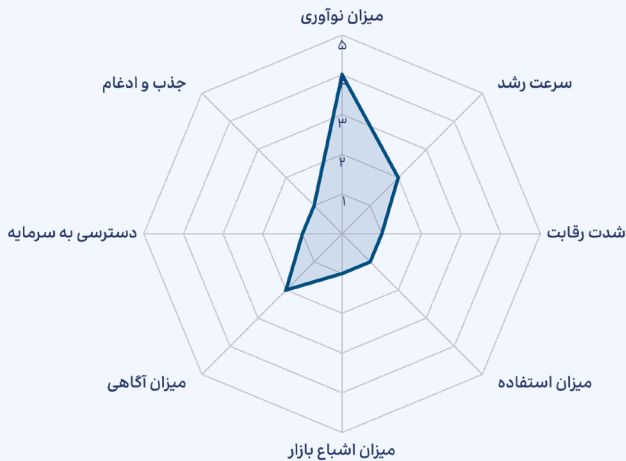 میزان نوآوری
۵
جذب و ادغام
سرعت رشد
۴
۳
۲
۱
دسترسی به سرمایه
شدت رقابت
میزان آگاهی
میزان استفاده
میزان اشباع بازار